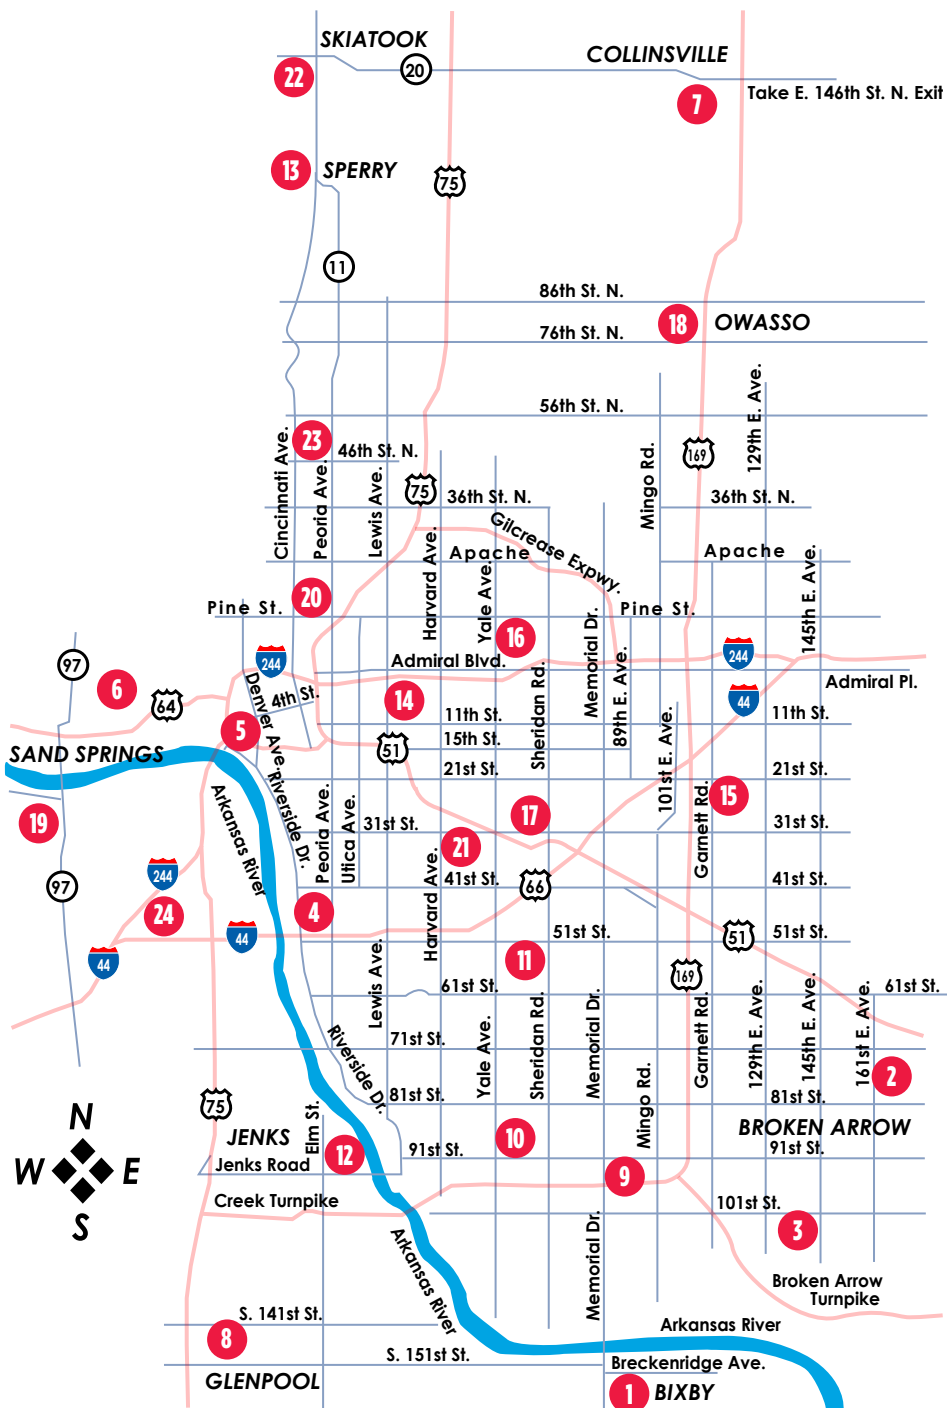 SKIATOOK
COLLINSVILLE
22
20
7
Take E. 146th St. N. Exit
13
SPERRY
75
11
86th St. N.
18
OWASSO
76th St. N.
56th St. N.
129th E. Ave.
23
46th St. N.
Cincinnati Ave.
Peoria Ave.
Lewis Ave.
75
Mingo Rd.
169
36th St. N.
36th St. N.
Gilcrease Expwy.
Harvard Ave.
Apache
Apache
Yale Ave.
145th E. Ave.
20
Pine St.
Pine St.
16
Memorial Dr.
97
244
Admiral Blvd.
244
Admiral Pl.
6
64
Denver Ave.
4th St.
14
Sheridan Rd.
89th E. Ave.
44
11th St.
11th St.
5
51
15th St.
101st E. Ave.
SAND SPRINGS
21st St.
21st St.
Riverside Dr.
Arkansas River
Peoria Ave.
Utica Ave.
15
Garnett Rd.
19
17
31st St.
31st St.
21
Harvard Ave.
244
97
41st St.
66
41st St.
24
4
44
51st St.
51
51st St.
44
11
Lewis Ave.
169
61st St.
61st St.
Riverside Dr.
71st St.
Yale Ave.
Sheridan Rd.
Memorial Dr.
Garnett Rd.
129th E. Ave.
145th E. Ave.
161st E. Ave.
2
Mingo Rd.
75
81st St.
81st St.
N
W
E
S
JENKS
Elm St.
12
10
BROKEN ARROW
91st St.
91st St.
Jenks Road
9
Creek Turnpike
101st St.
3
Arkansas River
Memorial Dr.
Broken Arrow
Turnpike
S. 141st St.
8
Arkansas River
S. 151st St.
Breckenridge Ave.
GLENPOOL
1
BIXBY